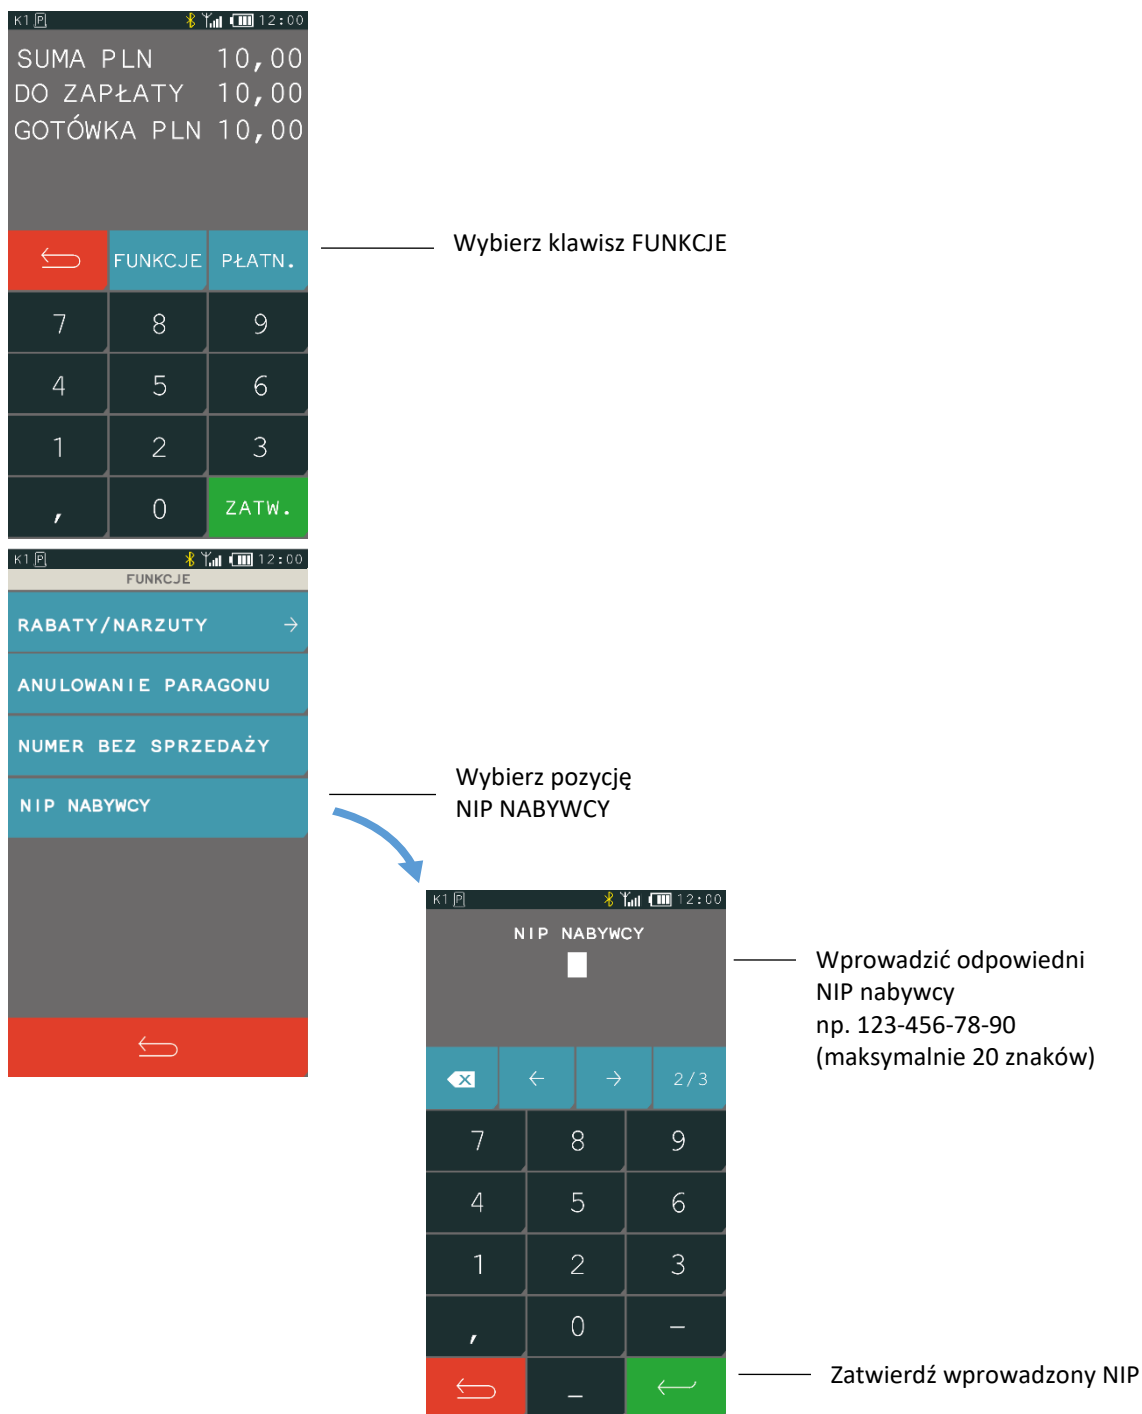 K1 P 12:00
SUMA PLN 10,00
DO ZAPŁATY 10,00
GOTÓWKA PLN 10,00
Wybierz klawisz FUNKCJE
FUNKCJE PŁATN.
7 8 9
4 5 6
1 2 3
, 0 ZATW.
K1 P 12:00
FUNKCJE
RABATY/NARZUTY →
ANULOWANIE PARAGONU
NUMER BEZ SPRZEDAŻY
NIP NABYWCY
Wybierz pozycję
NIP NABYWCY
K1 P 12:00
NIP NABYWCY
Wprowadzić odpowiedni
NIP nabywcy
np. 123-456-78-90
(maksymalnie 20 znaków)
← → 2/3
7 8 9
4 5 6
1 2 3
, 0 –
_
Zatwierdź wprowadzony NIP